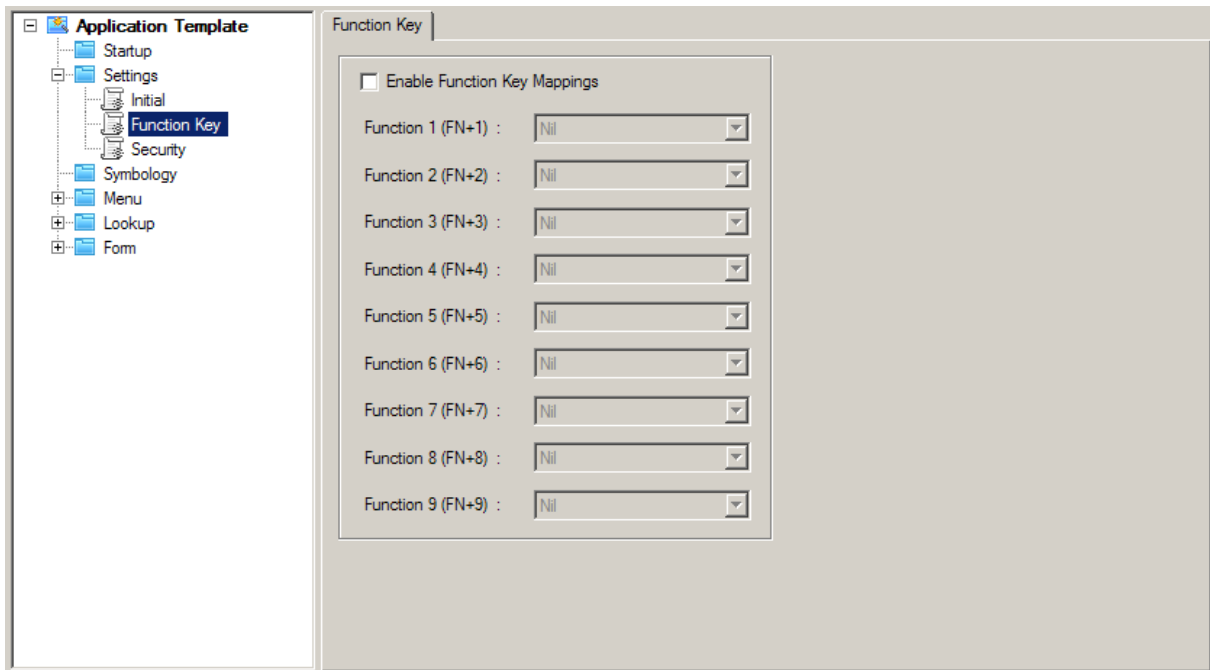 Application Template
Startup
Settings
Initial
Function Key
Security
Symbology
Menu
Lookup
Form
Function Key
Enable Function Key Mappings
Function 1 (FN+1) : Nil
Function 2 (FN+2) : Nil
Function 3 (FN+3) : Nil
Function 4 (FN+4) : Nil
Function 5 (FN+5) : Nil
Function 6 (FN+6) : Nil
Function 7 (FN+7) : Nil
Function 8 (FN+8) : Nil
Function 9 (FN+9) : Nil